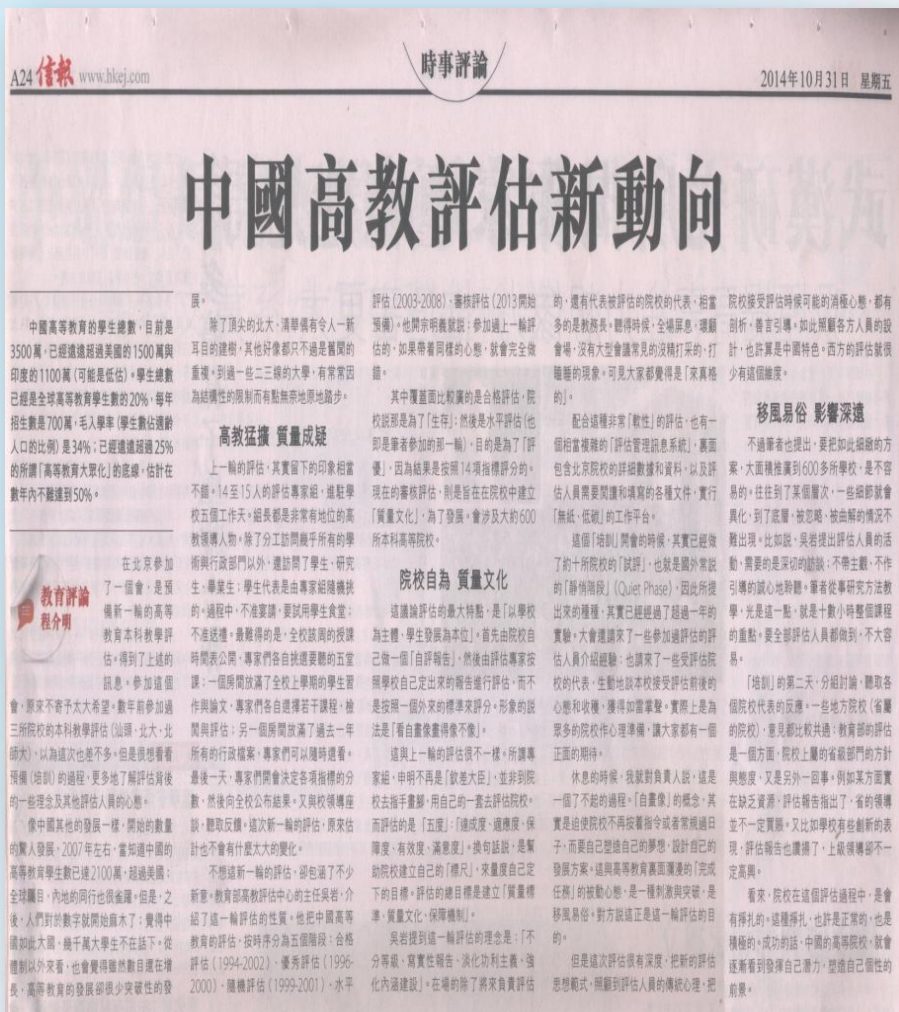 A24 信報 www.hkej.com
時事評論
2014年10月31日 星期五
中國高教評估新動向
中國高等教育的學生總數，目前是
3500萬，已經遠遠超過美國的1500萬與
印度的1100萬（可能是低估）。學生總數
已經是全球高等教育學生數的20%，每年
招生數是700萬，毛入學率（學生數佔適齡
人口的比例）是34%；已經遠遠超過25%
的所謂「高等教育大眾化」的底線，估計在
數年內不難達到50%。
教育評論
程介明
在北京參加
了一個會，是預
備新一輪的高等
教育本科教學評
估。得到了上述的
訊息。參加這個
會，原來不寄予太大希望。數年前參加過
三所院校的本科教學評估（汕頭、北大、北
師大），以為這次也差不多。但是很想看看
預備（培訓）的過程，更多地了解評估背後
的一些理念及其他評估人員的心態。
像中國其他的發展一樣，開始的數量
的驚人發展，2007年左右，當知道中國的
高等教育學生數已達2100萬，超過美國；
全球矚目，內地的同行也很雀躍。但是，之
後，人們對於數字就開始麻木了；覺得中
國如此大國，幾千萬大學生不在話下。從
體制以外來看，也會覺得雖然數目還在增
長，高等教育的發展卻很少突破性的發
展。
除了頂尖的北大、清華偶有令人一新
耳目的建樹，其他好像都只不過是舊聞的
重複。到過一些二三線的大學，有常常因
為結構性的限制而有點無奈地原地踏步。
高教猛擴 質量成疑
上一輪的評估，其實留下的印象相當
不錯。14至15人的評估專家組，進駐學
校五個工作天。組長都是非常有地位的高
教領導人物。除了分工訪問幾乎所有的學
術與行政部門以外，還訪問了學生、研究
生、畢業生；學生代表是由專家組隨機挑
的。過程中，不准宴請，要試用學生食堂；
不准送禮。最難得的是，全校該周的授課
時間表公開，專家們各自挑選要聽的五堂
課；一個房間放滿了全校上學期的學生習
作與論文，專家們各自選擇若干課程，檢
閱與評估；另一個房間放滿了過去一年
所有的行政檔案，專家們可以隨時選看。
最後一天，專家們開會決定各項指標的分
數，然後向全校公布結果。又與校領導座
談，聽取反饋。這次新一輪的評估，原來估
計也不會有什麼太大的變化。
不想這新一輪的評估，卻包涵了不少
新意。教育部高教評估中心的主任吳岩，介
紹了這一輪評估的性質。他把中國高等
教育的評估，按時序分為五個階段：合格
評估（1994-2002）、優秀評估（1996-
2000）、隨機評估（1999-2001）、水平
評估（2003-2008）、審核評估（2013開始
預備）。他開宗明義就說：參加過上一輪評
估的，如果帶着同樣的心態，就會完全做
錯。
其中覆蓋面比較廣的是合格評估，院
校說那是為了「生存」；然後是水平評估（也
即是筆者參加的那一輪），目的是為了「評
優」，因為結果是按照14項指標評分的。
現在的審核評估，則是旨在在院校中建立
「質量文化」，為了發展。會涉及大約600
所本科高等院校。
院校自為 質量文化
這議論評估的最大特點，是「以學校
為主體，學生發展為本位」。首先由院校自
己做一個「自評報告」，然後由評估專家按
照學校自己定出來的報告進行評估，而不
是按照一個外來的標準來評分。形象的說
法是「看自畫像畫得像不像」。
這與上一輪的評估很不一樣。所謂專
家組，申明不再是「欽差大臣」，並非到院
校去指手畫腳，用自己的一套去評估院校。
而評估的是「五度」：「達成度、適應度、保
障度、有效度、滿意度」。換句話說，是幫
助院校建立自己的「標尺」，來量度自己定
下的目標。評估的總目標是建立「質量標
準、質量文化、保障機制」。
吳岩提到這一輪評估的理念是：「不
分等級，寫實性報告、淡化功利主義，強
化內涵建設」。在場的除了將來負責評估
的，還有代表被評估的院校的代表，相當
多的是教務長。聽得時候，全場屏息，環顧
會場，沒有大型會議常見的沒精打采的、打
瞌睡的現象。可見大家都覺得是「來真格
的」。
配合這種非常「軟性」的評估，也有一
個相當複雜的「評估管理訊息系統」，裏面
包含北京院校的詳細數據和資料，以及評
估人員需要閱讀和填寫的各種文件，實行
「無紙、低碳」的工作平台。
這個「培訓」開會的時候，其實已經做
了約十所院校的「試評」，也就是國外常說
的「靜悄階段」（Quiet Phase），因此所提
出來的種種，其實已經經過了超過一年的
實驗。大會還請來了一些參加過評估的評
估人員介紹經驗；也請來了一些受評估院
校的代表，生動地談本校接受評估前後的
心態和收穫，獲得如雷掌聲。實際上是為
眾多的院校作心理準備，讓大家都有一個
正面的期待。
休息的時候，我就對負責人說，這是
一個了不起的過程。「自畫像」的概念，其
實是迫使院校不再按着指令或者常規過日
子，而要自己塑造自己的夢想，設計自己的
發展方案。這與高等教育裏面瀰漫的「完成
任務」的被動心態，是一種刺激與突破，是
移風易俗。對方說這正是這一輪評估的目
的。
但是這次評估很有深度，把新的評估
思想範式，照顧到評估人員的傳統心理，把
院校接受評估時候可能的消極心態，都有
剖析，善言引導。如此照顧各方人員的設
計，也許算是中國特色。西方的評估就很
少有這個維度。
移風易俗 影響深遠
不過筆者也提出，要把如此細緻的方
案，大面積推廣到600多所學校，是不容
易的。往往到了某個層次，一些細節就會
異化，到了底層，被忽略、被曲解的情況不
難出現。比如說，吳岩提出評估人員的活
動，需要的是深切的訪談；不帶主觀、不作
引導的誠心地聆聽。筆者從事研究方法教
學，光是這一點，就是十數小時整個課程
的重點。要全部評估人員都做到，不大容
易。
「培訓」的第二天，分組討論，聽取各
個院校代表的反應。一些地方院校（省屬
的院校），意見都比較共通：教育部的評估
是一個方面，院校上屬的省級部門的方針
與態度，又是另外一回事。例如某方面實
在缺乏資源，評估報告指出了，省的領導
並不一定買賬。又比如學校有些創新的表
現，評估報告也讚揚了，上級領導卻不一
定高興。
看來，院校在這個評估過程中，是會
有掙扎的。這種掙扎，也許是正常的，也是
積極的。成功的話，中國的高等院校，就會
逐漸看到發揮自己潛力，塑造自己個性的
前景。